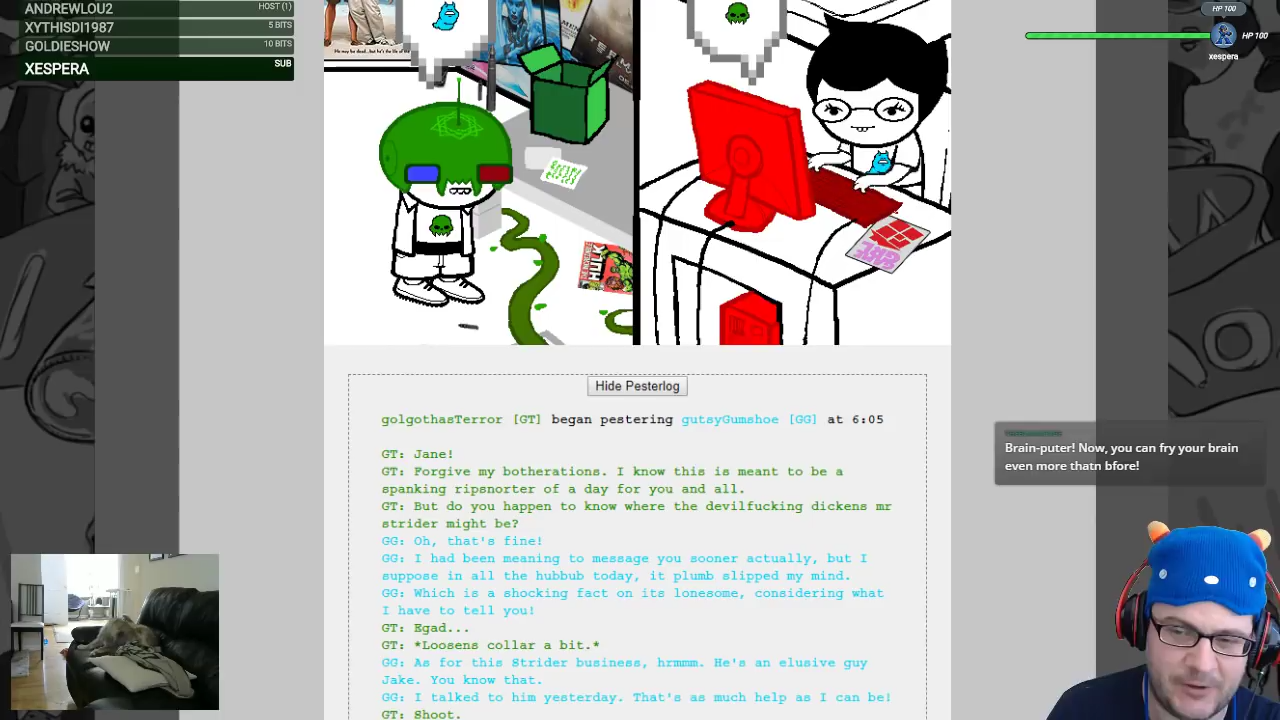 ANDREWLOU2 HOST (1)
XYTHISDI1987 5 BITS
GOLDIESHOW 10 BITS
XESPERA SUB
HP 100
HP 100
xespera
THE INCREDIBLE
HULK
Hide Pesterlog
golgothasTerror [GT] began pestering gutsyGumshoe [GG] at 6:05
GT: Jane!
GT: Forgive my botherations. I know this is meant to be a
spanking ripsnorter of a day for you and all.
GT: But do you happen to know where the devilfucking dickens mr
strider might be?
GG: Oh, that's fine!
GG: I had been meaning to message you sooner actually, but I
suppose in all the hubbub today, it plumb slipped my mind.
GG: Which is a shocking fact on its lonesome, considering what
I have to tell you!
GT: Egad...
GT: *Loosens collar a bit.*
GG: As for this Strider business, hrmmm. He's an elusive guy
Jake. You know that.
GG: I talked to him yesterday. That's as much help as I can be!
GT: Shoot.
Brain-puter! Now, you can fry your brain
even more thatn bfore!